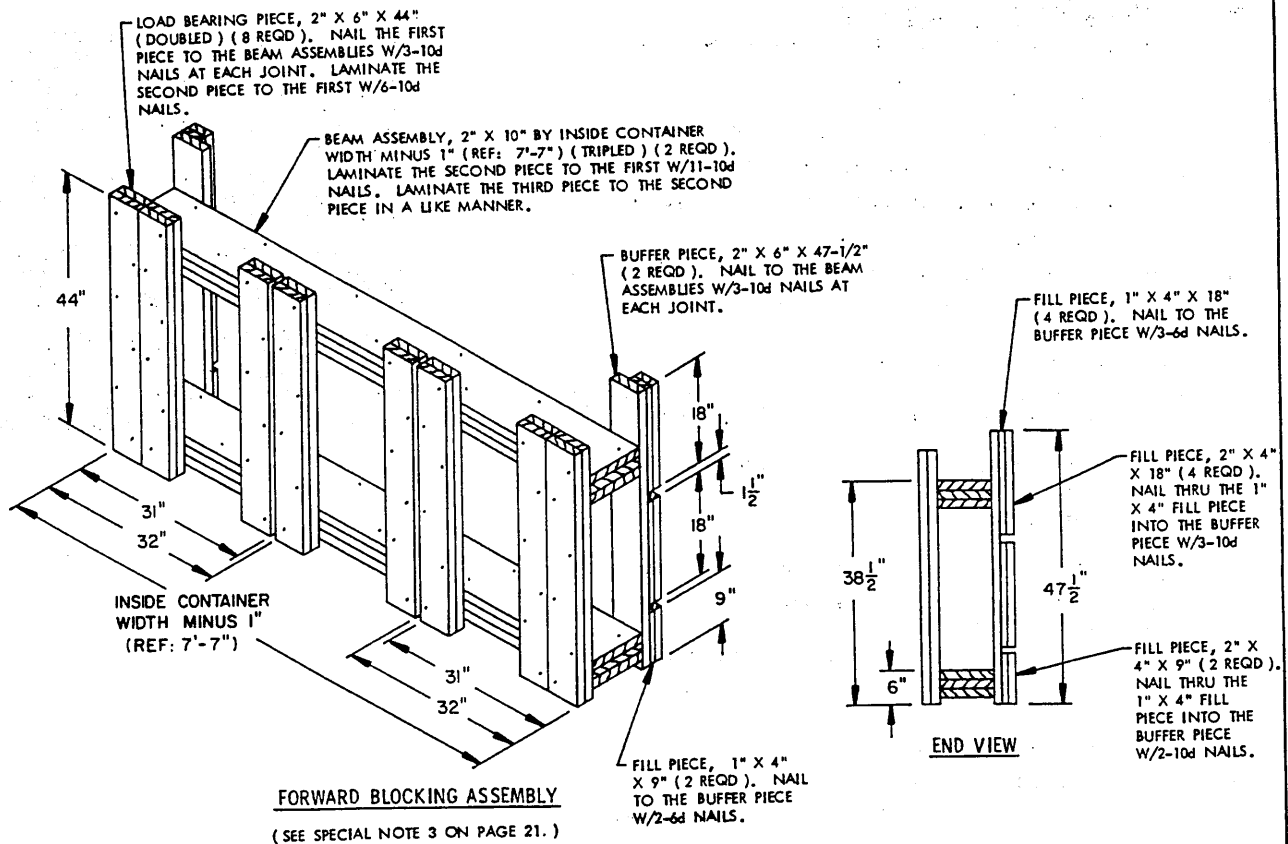 LOAD BEARING PIECE, 2" X 6" X 44"
(DOUBLED) (8 REQD). NAIL THE FIRST
PIECE TO THE BEAM ASSEMBLIES W/3-10d
NAILS AT EACH JOINT. LAMINATE THE
SECOND PIECE TO THE FIRST W/6-10d
NAILS.
BEAM ASSEMBLY, 2" X 10" BY INSIDE CONTAINER
WIDTH MINUS 1" (REF: 7'-7") (TRIPLED) (2 REQD).
LAMINATE THE SECOND PIECE TO THE FIRST W/11-10d
NAILS. LAMINATE THE THIRD PIECE TO THE SECOND
PIECE IN A LIKE MANNER.
BUFFER PIECE, 2" X 6" X 47-1/2"
(2 REQD). NAIL TO THE BEAM
ASSEMBLIES W/3-10d NAILS AT
EACH JOINT.
44"
18"
1 1/2"
18"
9"
31"
32"
INSIDE CONTAINER
WIDTH MINUS 1"
(REF: 7'-7")
31"
32"
FILL PIECE, 1" X 4"
X 9" (2 REQD). NAIL
TO THE BUFFER PIECE
W/2-6d NAILS.
FORWARD BLOCKING ASSEMBLY
(SEE SPECIAL NOTE 3 ON PAGE 21.)
FILL PIECE, 1" X 4" X 18"
(4 REQD). NAIL TO THE
BUFFER PIECE W/3-6d NAILS.
FILL PIECE, 2" X 4"
X 18" (4 REQD).
NAIL THRU THE 1"
X 4" FILL PIECE
INTO THE BUFFER
PIECE W/3-10d
NAILS.
38 1/2"
47 1/2"
6"
FILL PIECE, 2" X
4" X 9" (2 REQD).
NAIL THRU THE
1" X 4" FILL
PIECE INTO THE
BUFFER PIECE
W/2-10d NAILS.
END VIEW